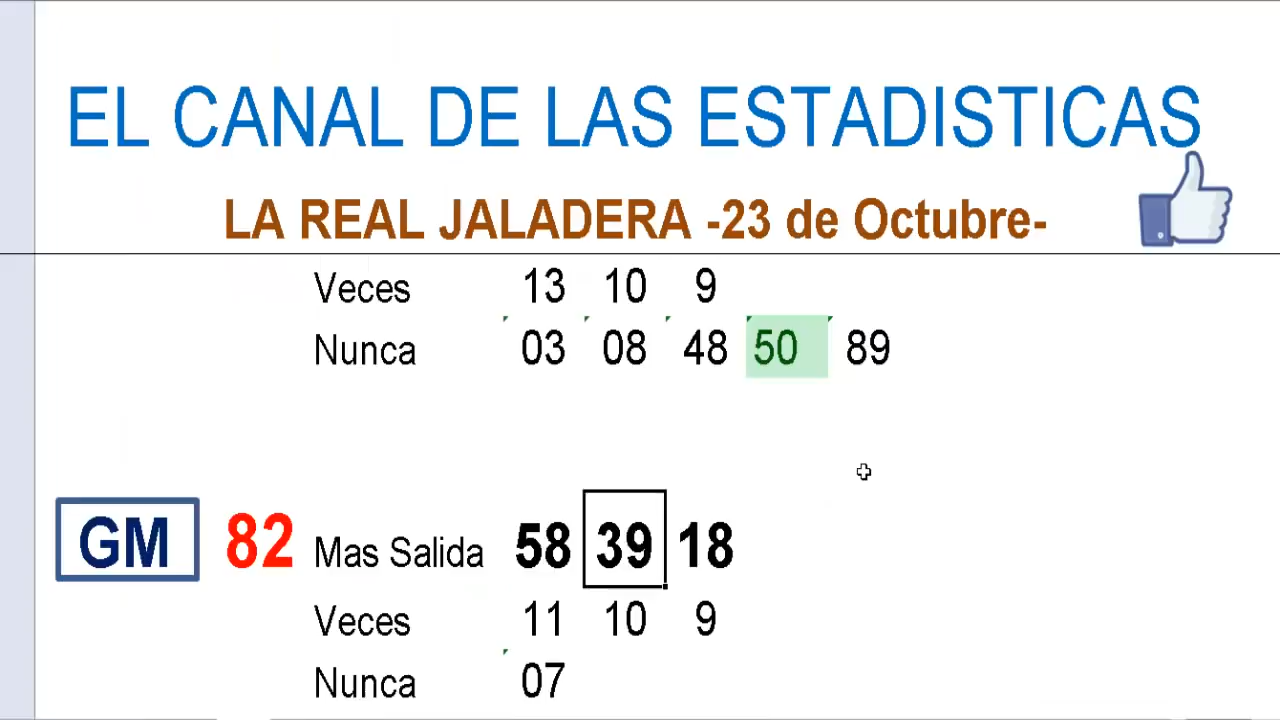 EL CANAL DE LAS ESTADISTICAS
LA REAL JALADERA -23 de Octubre-
Veces 13 10 9
Nunca 03 08 48 50 89
GM 82 Mas Salida 58 39 18
Veces 11 10 9
Nunca 07